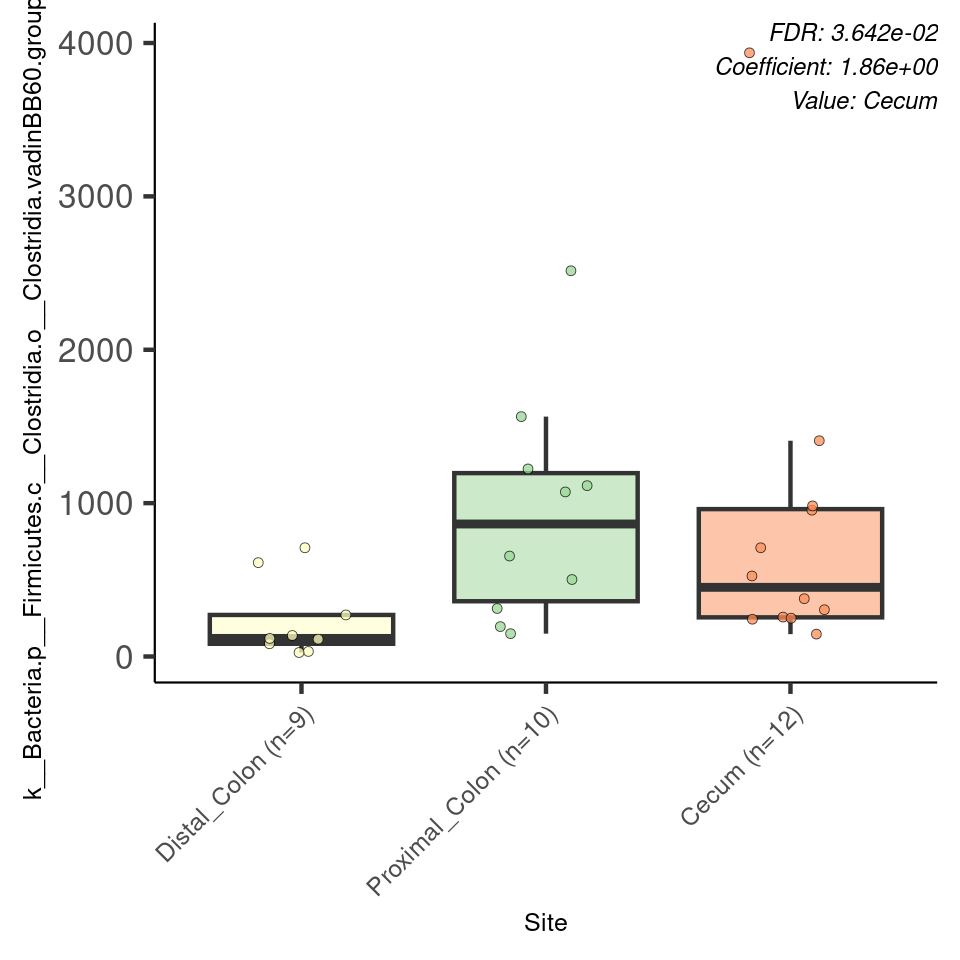 k__Bacteria.p__Firmicutes.c__Clostridia.o__Clostridia.vadinBB60.group
4000
3000
2000
1000
0
FDR: 3.642e-02
Coefficient: 1.86e+00
Value: Cecum
Distal_Colon (n=9)
Proximal_Colon (n=10)
Cecum (n=12)
Site